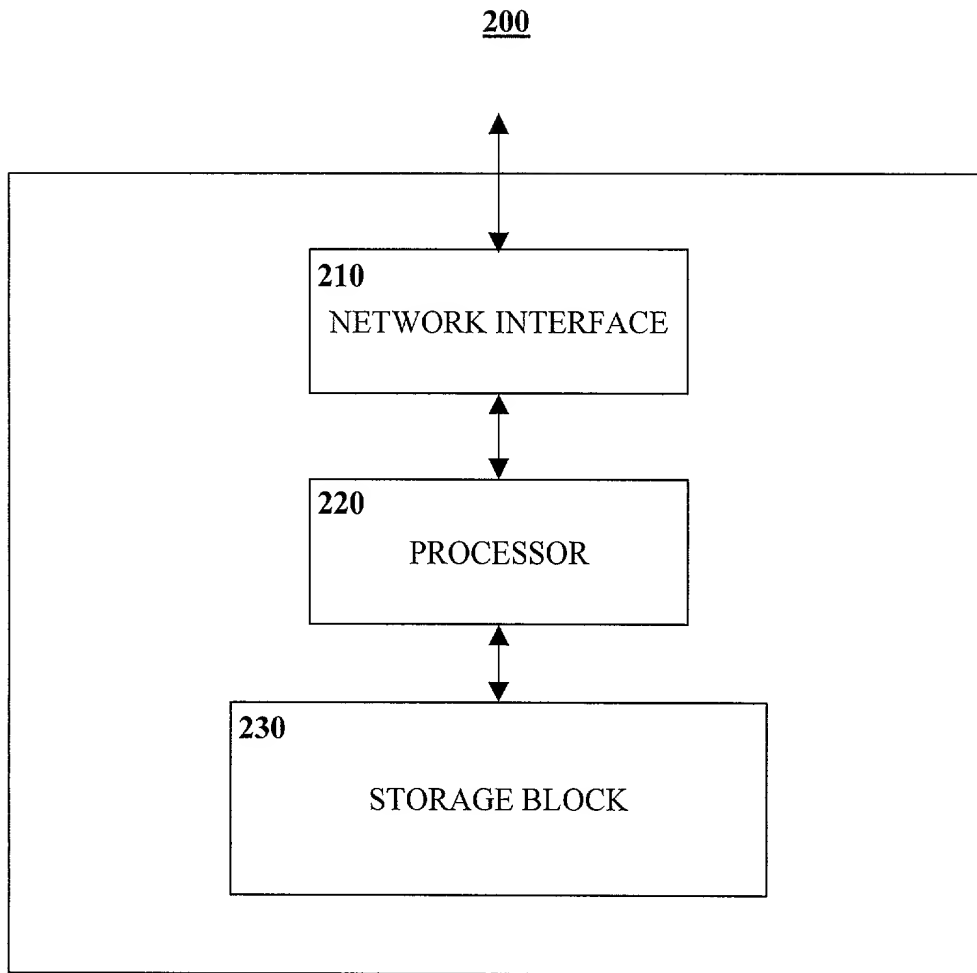 200
210
NETWORK INTERFACE
220
PROCESSOR
230
STORAGE BLOCK